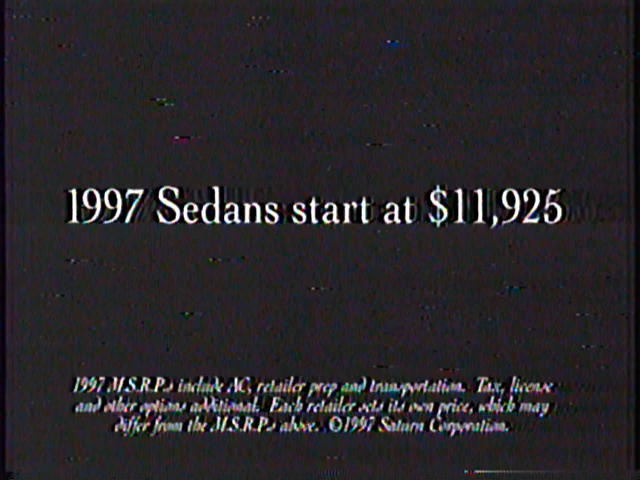 1997 Sedans start at $11,925
1997 M.S.R.P.s include AC, retailer prep and transportation. Tax, license
and other options additional. Each retailer sets its own price, which may
differ from the M.S.R.P.s above. ©1997 Saturn Corporation.